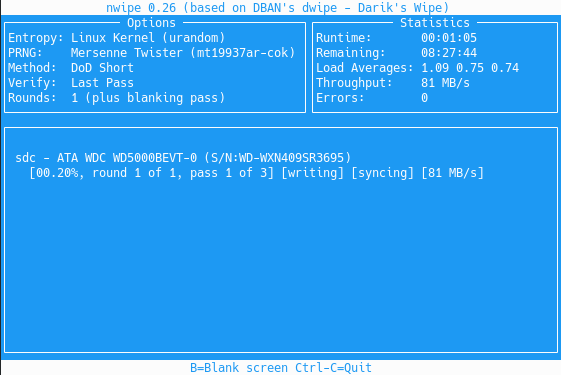 nwipe 0.26 (based on DBAN's dwipe - Darik's Wipe)
Options
Entropy: Linux Kernel (urandom)
PRNG: Mersenne Twister (mt19937ar-cok)
Method: DoD Short
Verify: Last Pass
Rounds: 1 (plus blanking pass)
Statistics
Runtime: 00:01:05
Remaining: 08:27:44
Load Averages: 1.09 0.75 0.74
Throughput: 81 MB/s
Errors: 0
sdc - ATA WDC WD5000BEVT-0 (S/N:WD-WXN409SR3695)
[00.20%, round 1 of 1, pass 1 of 3] [writing] [syncing] [81 MB/s]
B=Blank screen Ctrl-C=Quit